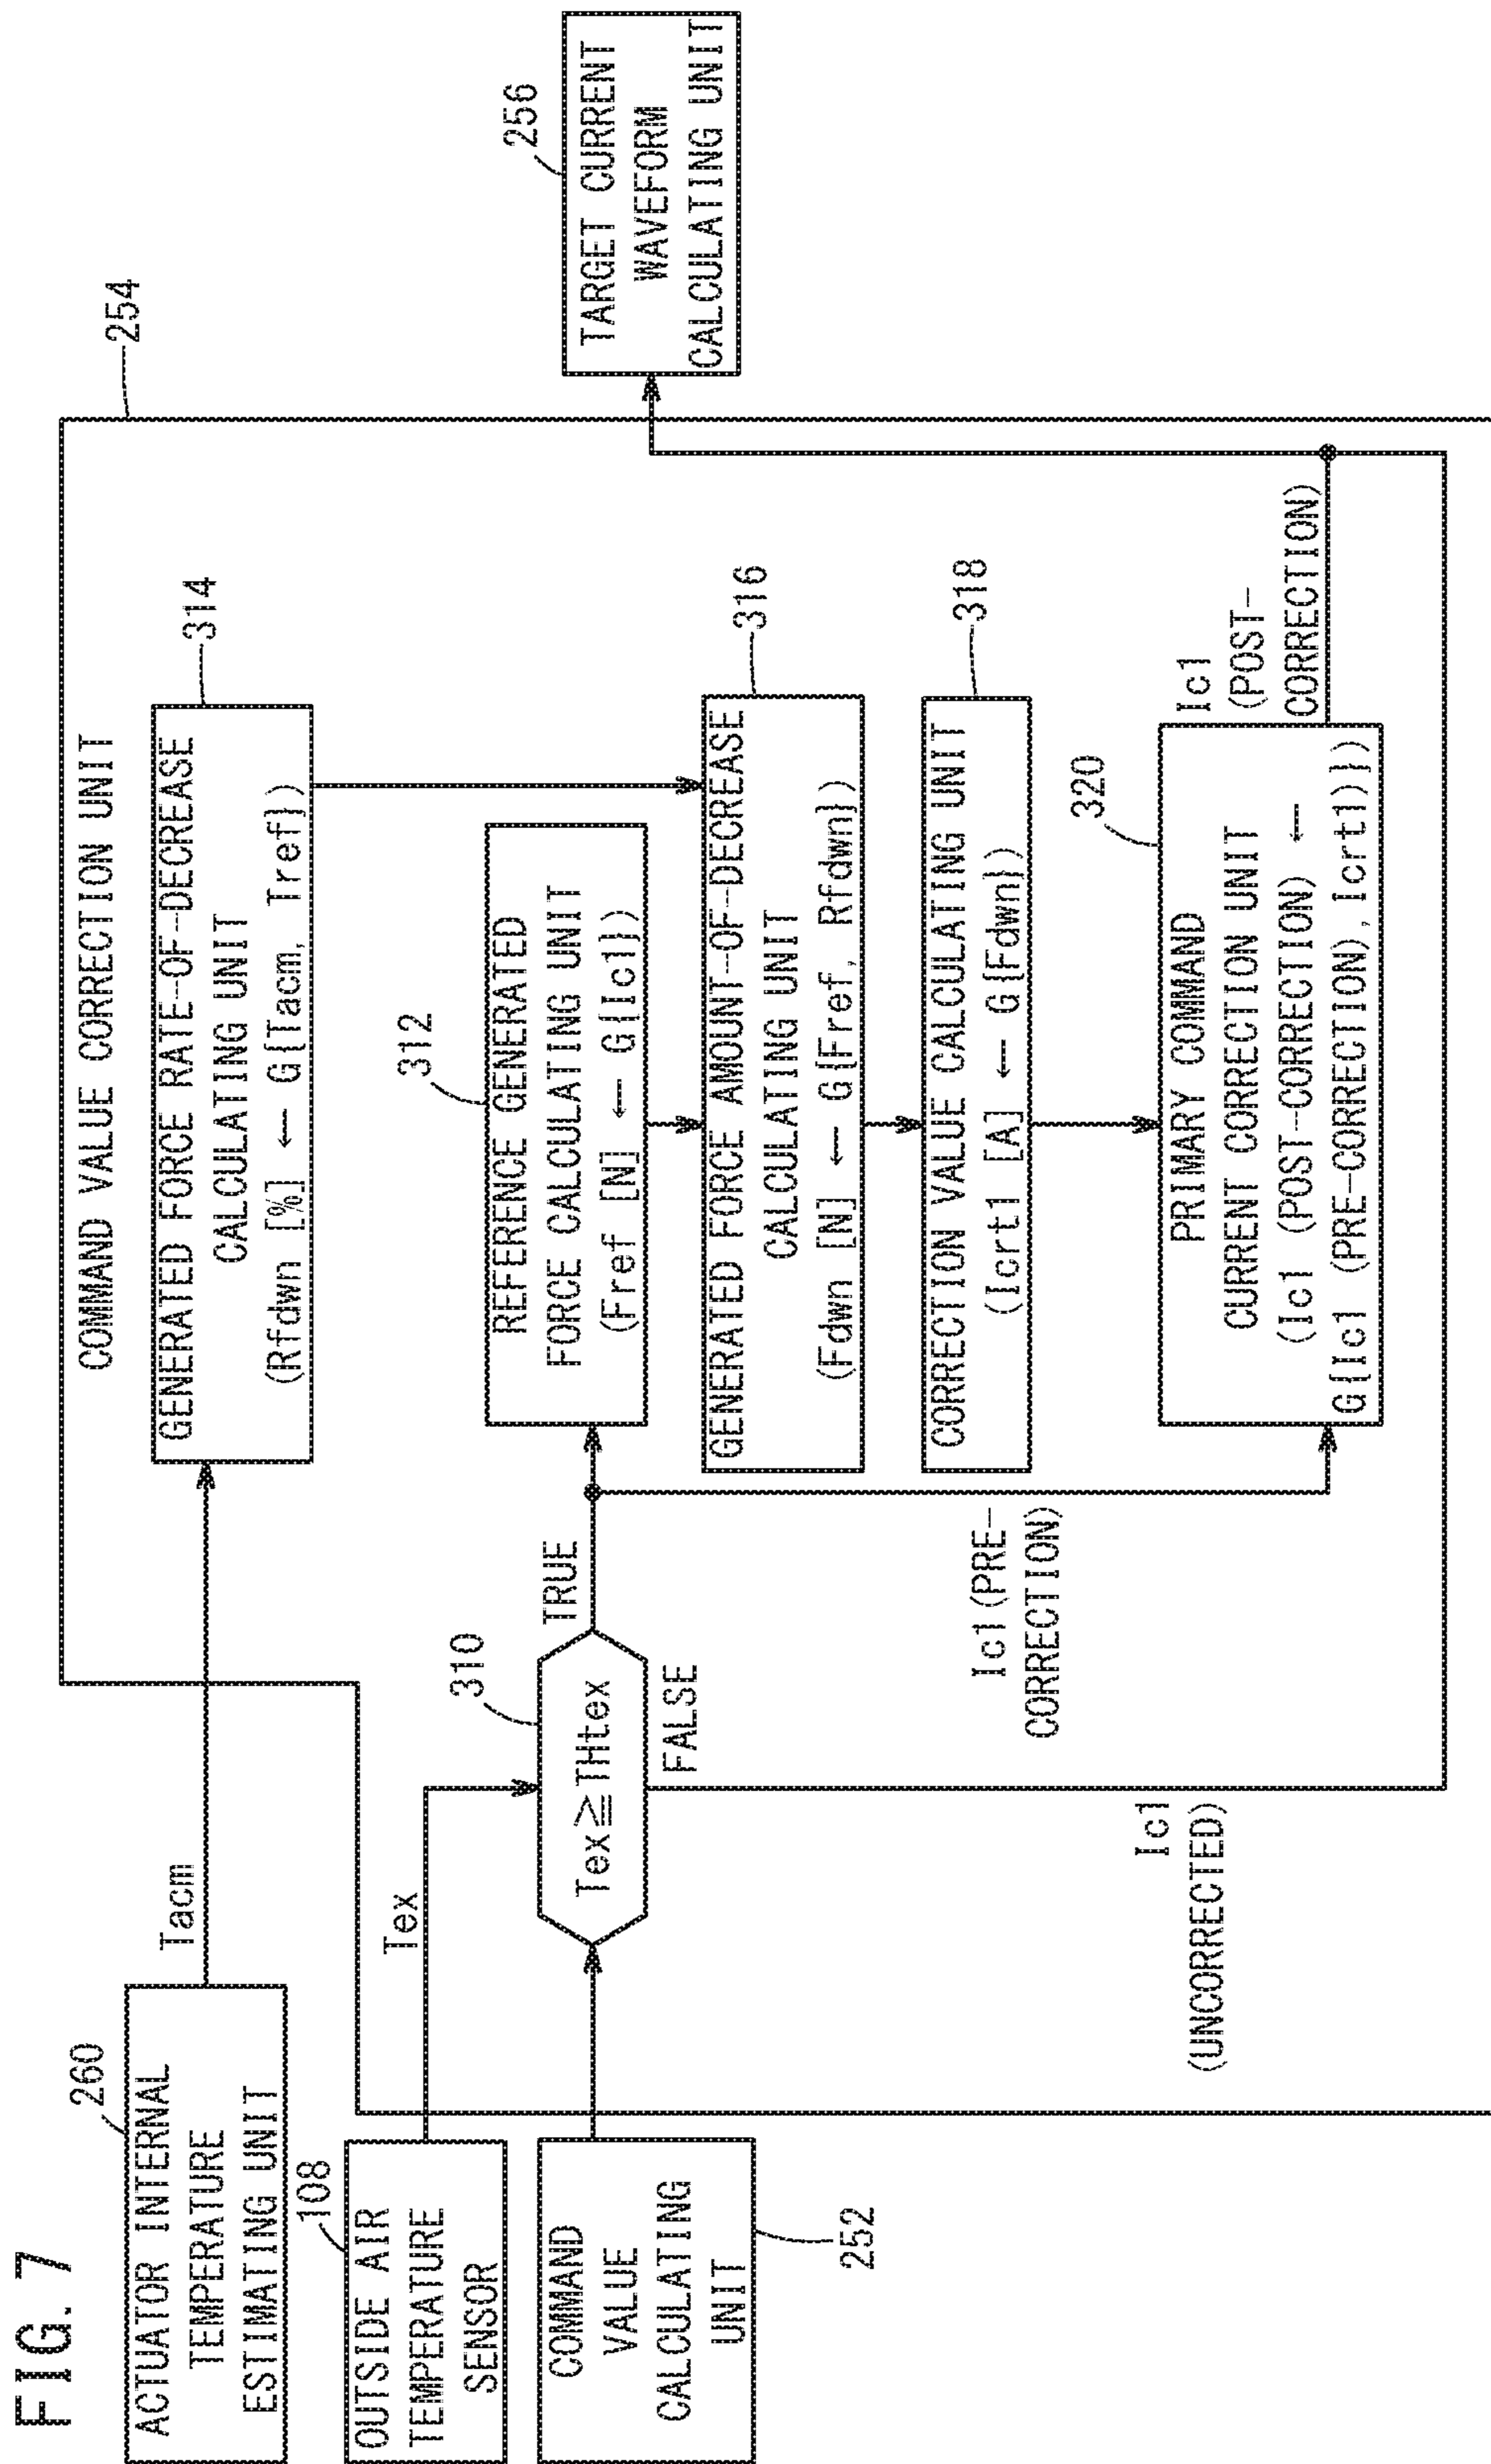 FIG. 7
260
ACTUATOR INTERNAL
TEMPERATURE
ESTIMATING UNIT
Tacm
108
OUTSIDE AIR
TEMPERATURE
SENSOR
Tex
COMMAND
VALUE
CALCULATING
UNIT
252
254
COMMAND VALUE CORRECTION UNIT
314
GENERATED FORCE RATE-OF-DECREASE
CALCULATING UNIT
(Rfdwn [%] ← G{Tacm, Tref})
310
Tex≧THtex
TRUE
FALSE
312
REFERENCE GENERATED
FORCE CALCULATING UNIT
(Fref [N] ← G{Ic1})
316
GENERATED FORCE AMOUNT-OF-DECREASE
CALCULATING UNIT
(Fdwn [N] ← G{Fref, Rfdwn})
318
CORRECTION VALUE CALCULATING UNIT
(Icrt1 [A] ← G{Fdwn})
Ic1(PRE-
CORRECTION)
320
PRIMARY COMMAND
CURRENT CORRECTION UNIT
(Ic1 (POST-CORRECTION) ←
G{Ic1 (PRE-CORRECTION), Icrt1)})
Ic1
(POST-
CORRECTION)
Ic1
(UNCORRECTED)
256
TARGET CURRENT
WAVEFORM
CALCULATING UNIT